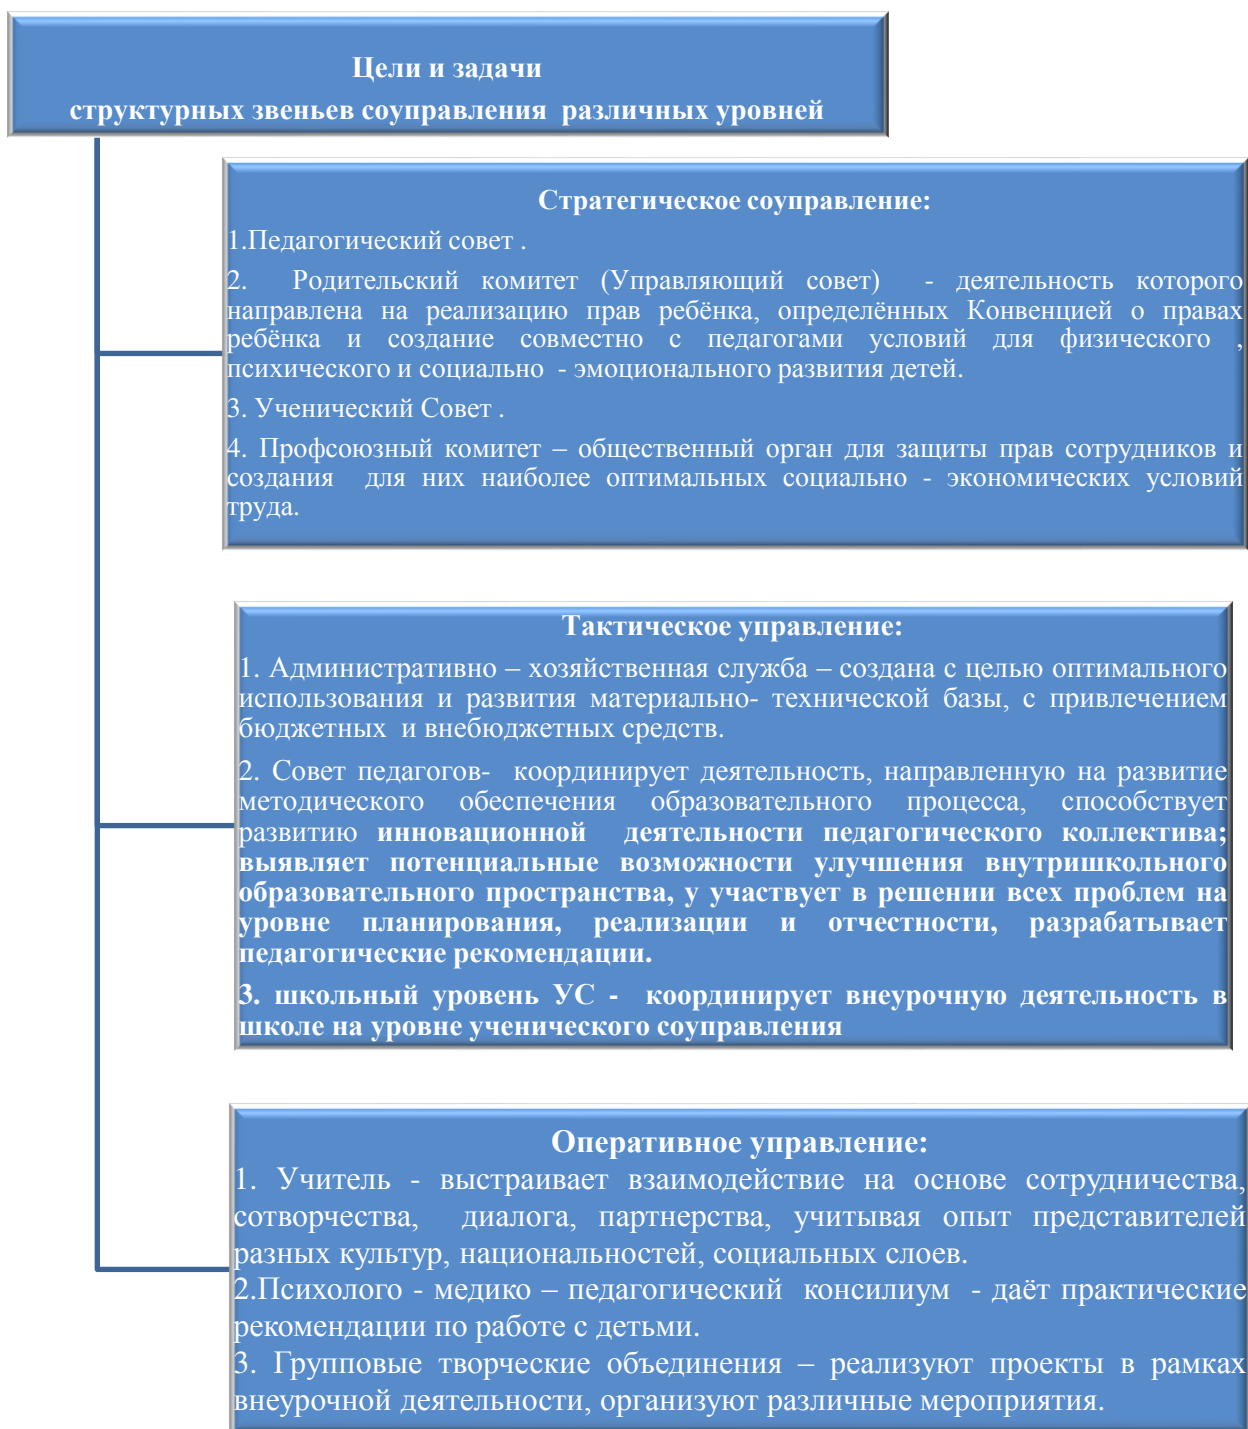 Цели и задачи
структурных звеньев соуправления различных уровней
Стратегическое соуправление:
1.Педагогический совет .
2. Родительский комитет (Управляющий совет) - деятельность которого
направлена на реализацию прав ребёнка, определённых Конвенцией о правах
ребёнка и создание совместно с педагогами условий для физического ,
психического и социально - эмоционального развития детей.
3. Ученический Совет .
4. Профсоюзный комитет – общественный орган для защиты прав сотрудников и
создания для них наиболее оптимальных социально - экономических условий
труда.
Тактическое управление:
1. Административно – хозяйственная служба – создана с целью оптимального
использования и развития материально- технической базы, с привлечением
бюджетных и внебюджетных средств.
2. Совет педагогов- координирует деятельность, направленную на развитие
методического обеспечения образовательного процесса, способствует
развитию инновационной деятельности педагогического коллектива;
выявляет потенциальные возможности улучшения внутришкольного
образовательного пространства, у участвует в решении всех проблем на
уровне планирования, реализации и отчестности, разрабатывает
педагогические рекомендации.
3. школьный уровень УС - координирует внеурочную деятельность в
школе на уровне ученического соуправления
Оперативное управление:
1. Учитель - выстраивает взаимодействие на основе сотрудничества,
сотворчества, диалога, партнерства, учитывая опыт представителей
разных культур, национальностей, социальных слоев.
2.Психолого - медико – педагогический консилиум - даёт практические
рекомендации по работе с детьми.
3. Групповые творческие объединения – реализуют проекты в рамках
внеурочной деятельности, организуют различные мероприятия.